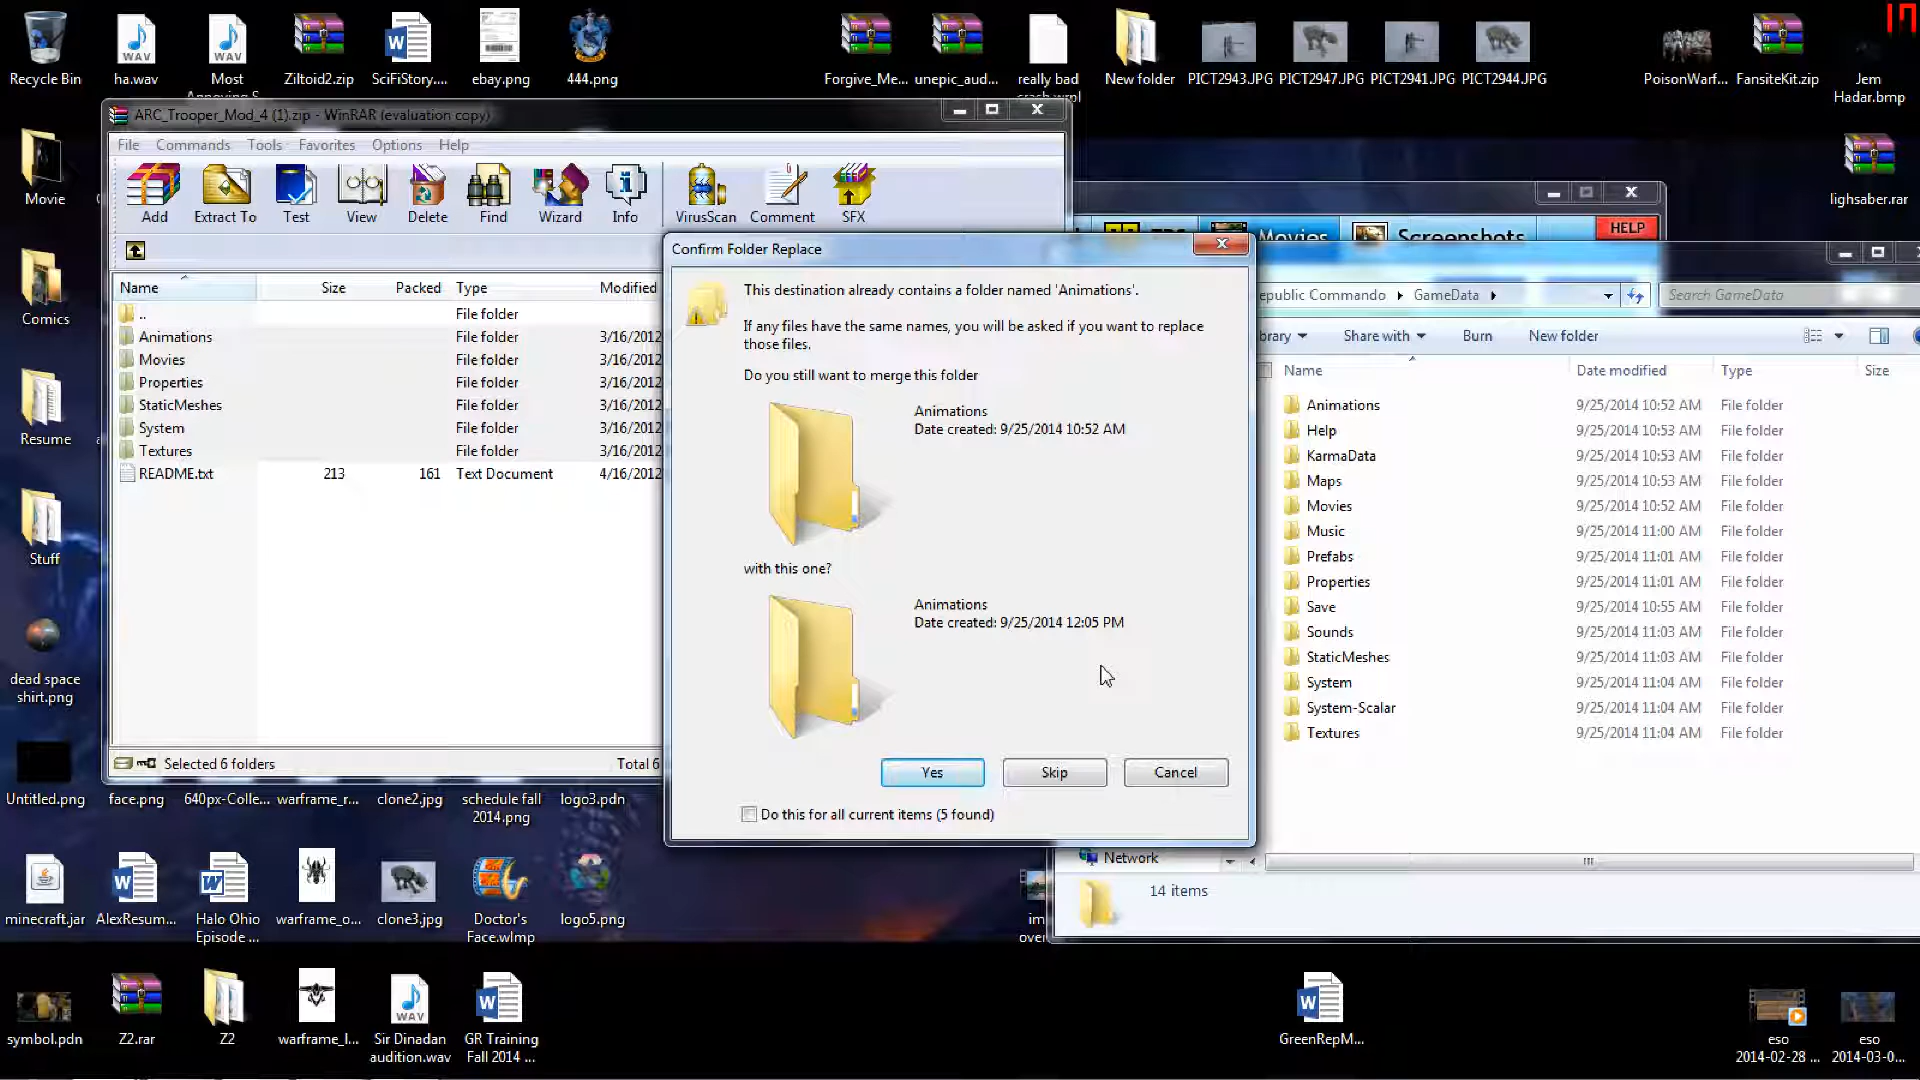 Recycle Bin
ha.wav
Most
Annoying S
Ziltoid2.zip
SciFiStory....
ebay.png
444.png
Forgive_Me...
unepic_aud...
really bad
crash.wrpl
New folder
PICT2943.JPG
PICT2947.JPG
PICT2941.JPG
PICT2944.JPG
PoisonWarf...
FansiteKit.zip
Jem
Hadar.bmp
17
ARC_Trooper_Mod_4 (1).zip - WinRAR (evaluation copy)
File Commands Tools Favorites Options Help
Add
Extract To
Test
View
Delete
Find
Wizard
Info
VirusScan
Comment
SFX
Name Size Packed Type Modified
.. File folder
Animations File folder 3/16/2012
Movies File folder 3/16/2012
Properties File folder 3/16/2012
StaticMeshes File folder 3/16/2012
System File folder 3/16/2012
Textures File folder 3/16/2012
README.txt 213 161 Text Document 4/16/2012
Selected 6 folders
Total 6
Movie
Comics
Resume
Stuff
dead space
shirt.png
lighsaber.rar
Movies
Screenshots
HELP
Confirm Folder Replace
This destination already contains a folder named 'Animations'.
If any files have the same names, you will be asked if you want to replace
those files.
Do you still want to merge this folder
Animations
Date created: 9/25/2014 10:52 AM
with this one?
Animations
Date created: 9/25/2014 12:05 PM
Yes
Skip
Cancel
Do this for all current items (5 found)
epublic Commando
GameData
Search GameData
brary
Share with
Burn
New folder
Name Date modified Type Size
Animations 9/25/2014 10:52 AM File folder
Help 9/25/2014 10:53 AM File folder
KarmaData 9/25/2014 10:53 AM File folder
Maps 9/25/2014 10:53 AM File folder
Movies 9/25/2014 10:52 AM File folder
Music 9/25/2014 11:00 AM File folder
Prefabs 9/25/2014 11:01 AM File folder
Properties 9/25/2014 11:01 AM File folder
Save 9/25/2014 10:55 AM File folder
Sounds 9/25/2014 11:03 AM File folder
StaticMeshes 9/25/2014 11:03 AM File folder
System 9/25/2014 11:04 AM File folder
System-Scalar 9/25/2014 11:04 AM File folder
Textures 9/25/2014 11:04 AM File folder
Network
14 items
Untitled.png
face.png
640px-Colle...
warframe_r...
clone2.jpg
schedule fall
2014.png
logo3.pdn
minecraft.jar
AlexResum...
Halo Ohio
Episode ...
warframe_o...
clone3.jpg
Doctor's
Face.wlmp
logo5.png
im
over
symbol.pdn
Z2.rar
Z2
warframe_l...
Sir Dinadan
audition.wav
GR Training
Fall 2014 ...
GreenRepM...
eso
2014-02-28 ...
eso
2014-03-0...